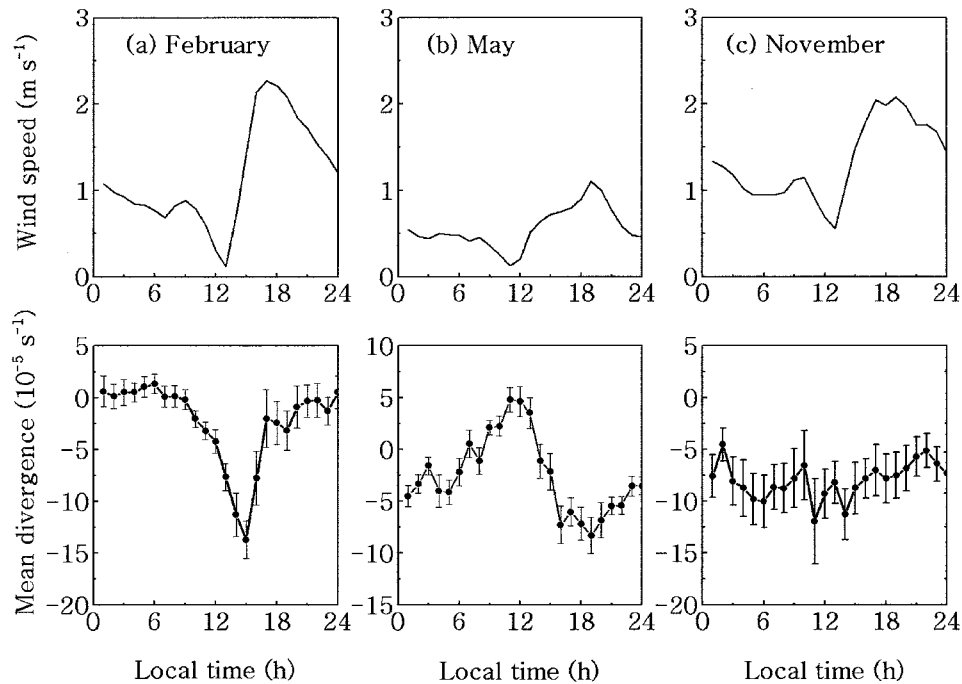 Wind speed (m s⁻¹)
3
2
1
0
(a) February
0 6 12 18 24
3
2
1
0
(b) May
0 6 12 18 24
3
2
1
0
(c) November
0 6 12 18 24
Mean divergence (10⁻⁵ s⁻¹)
5
0
−5
−10
−15
−20
0 6 12 18 24
Local time (h)
10
5
0
−5
−10
−15
0 6 12 18 24
Local time (h)
5
0
−5
−10
−15
−20
0 6 12 18 24
Local time (h)